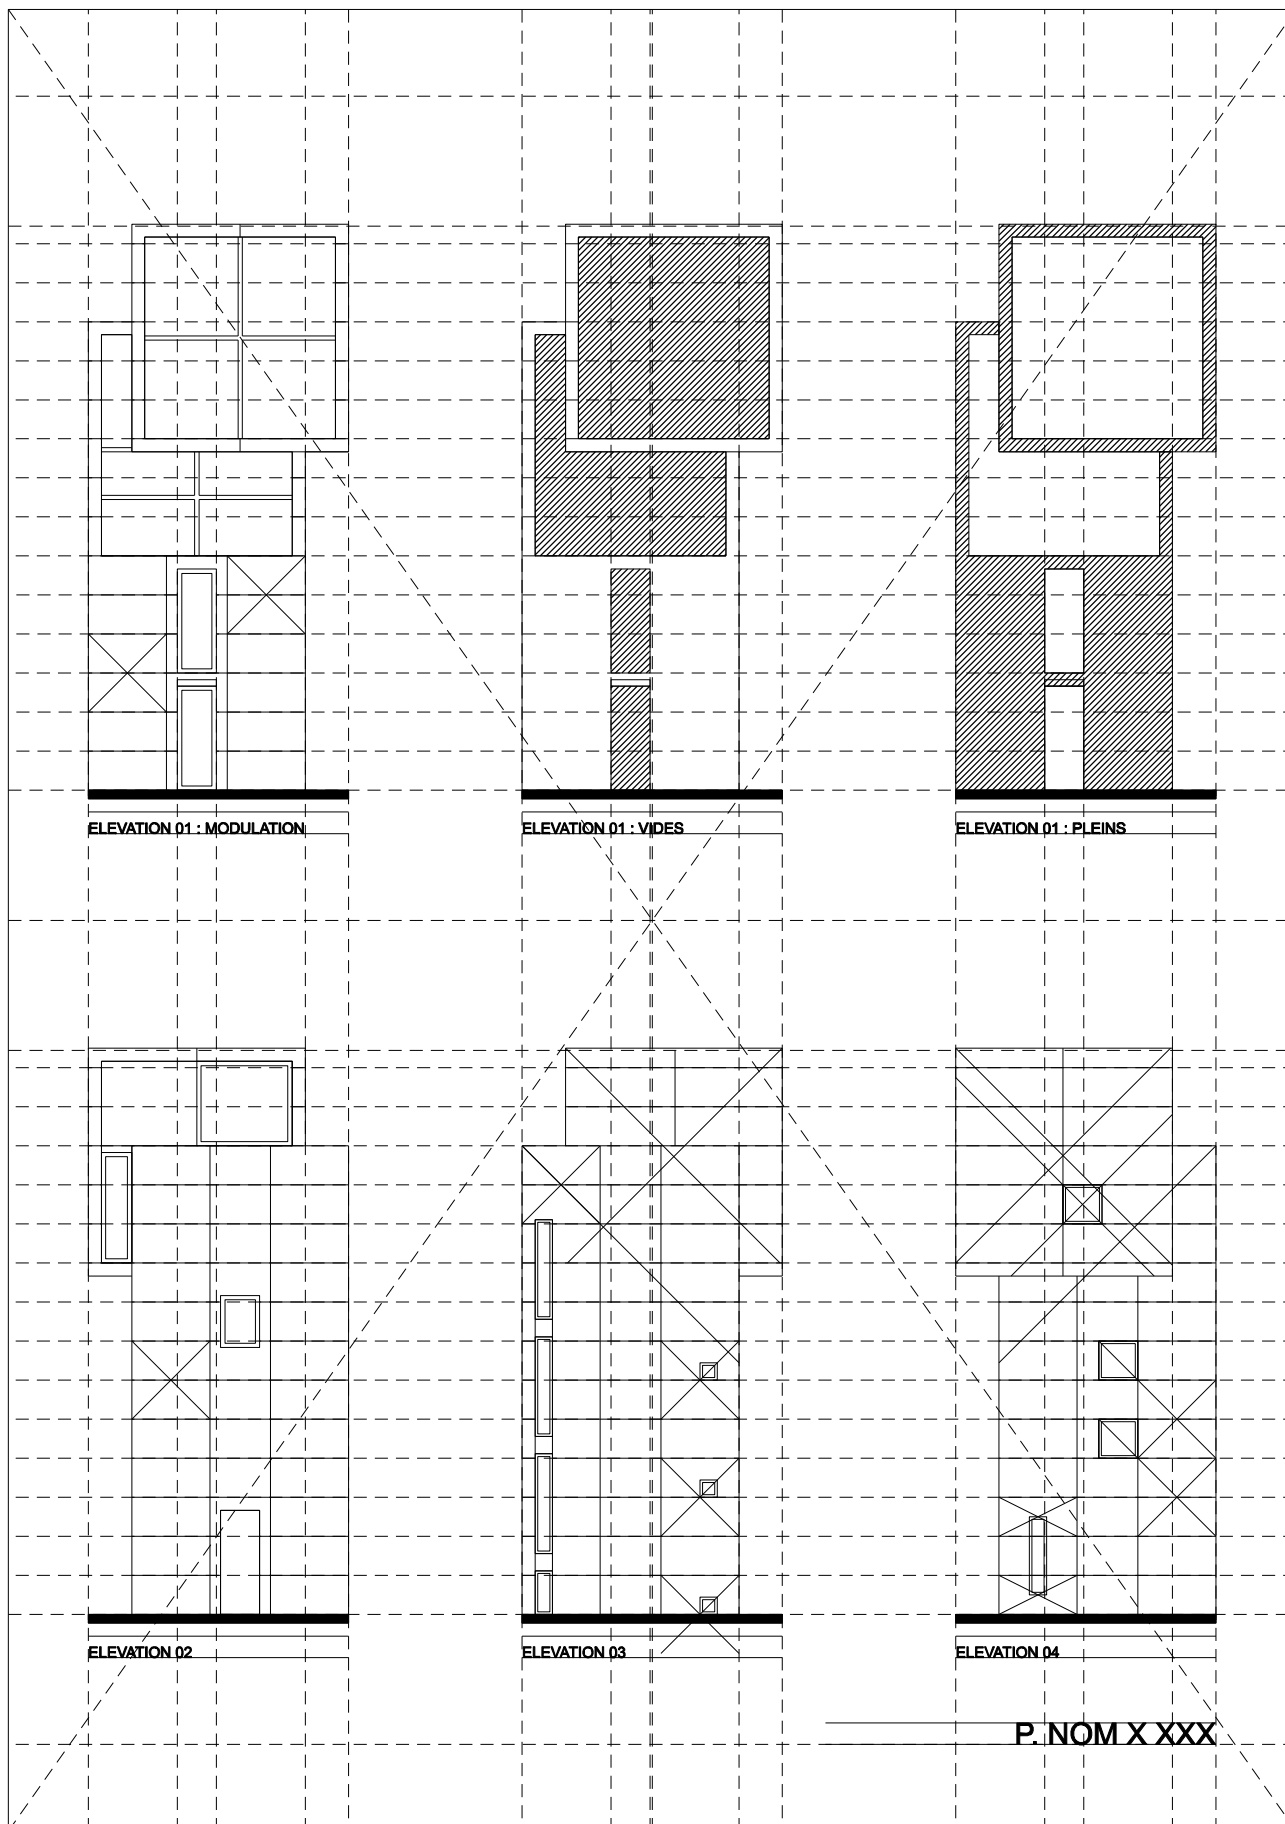 ELEVATION 01 : MODULATION
ELEVATION 01 : VIDES
ELEVATION 01 : PLEINS
ELEVATION 02
ELEVATION 03
ELEVATION 04
P. NOM X XXX